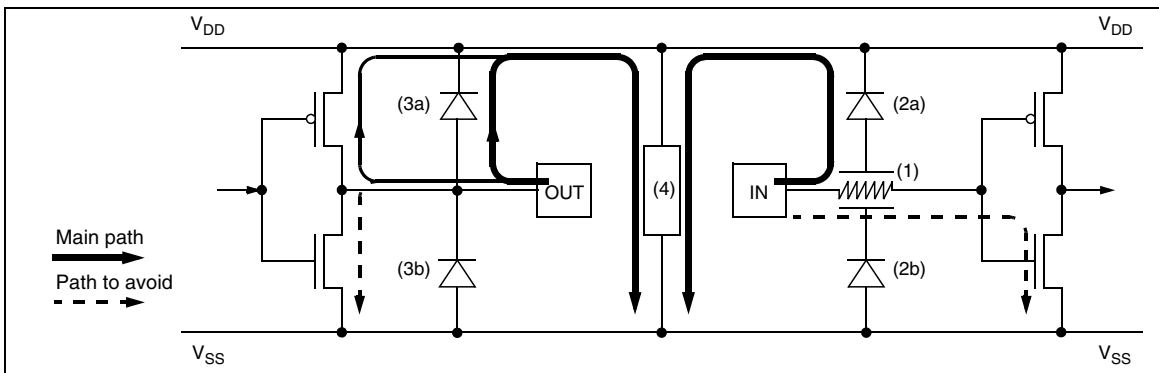 VDD
VDD
(3a)
(2a)
(1)
OUT
(4)
IN
Main path
(3b)
(2b)
Path to avoid
VSS
VSS